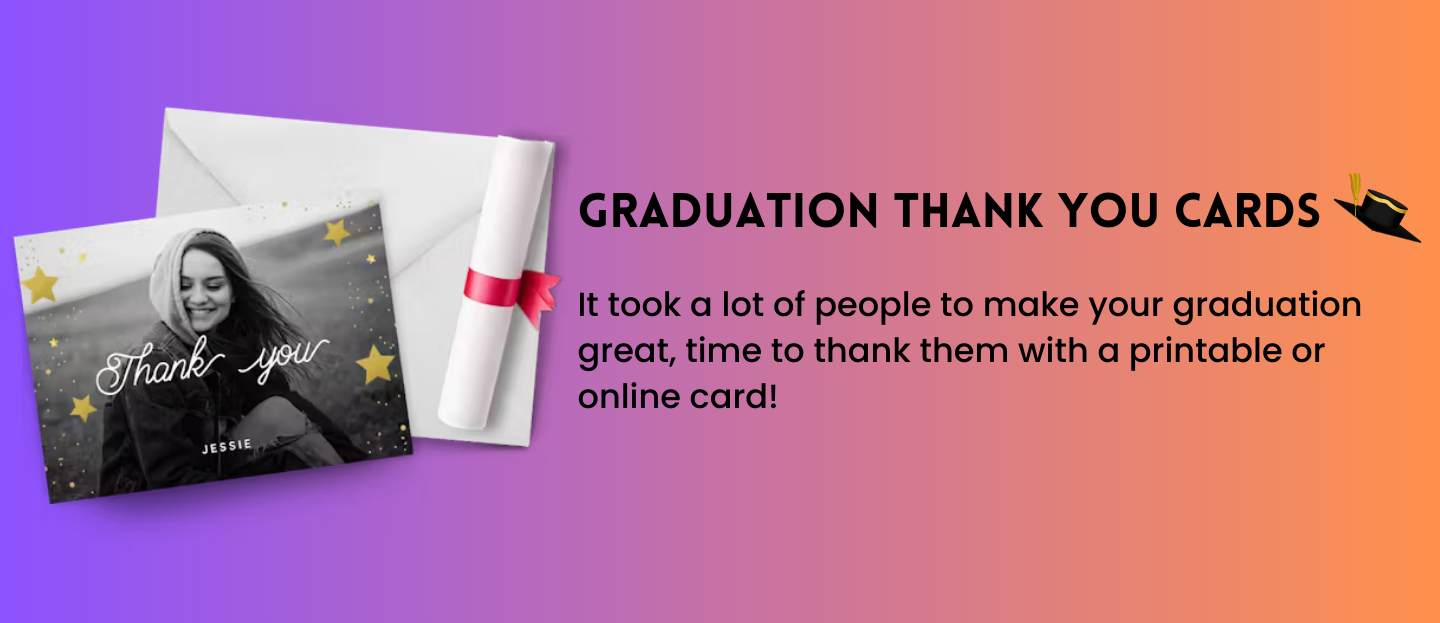 GRADUATION THANK YOU CARDS
It took a lot of people to make your graduation
great, time to thank them with a printable or
online card!
Thank you
JESSIE